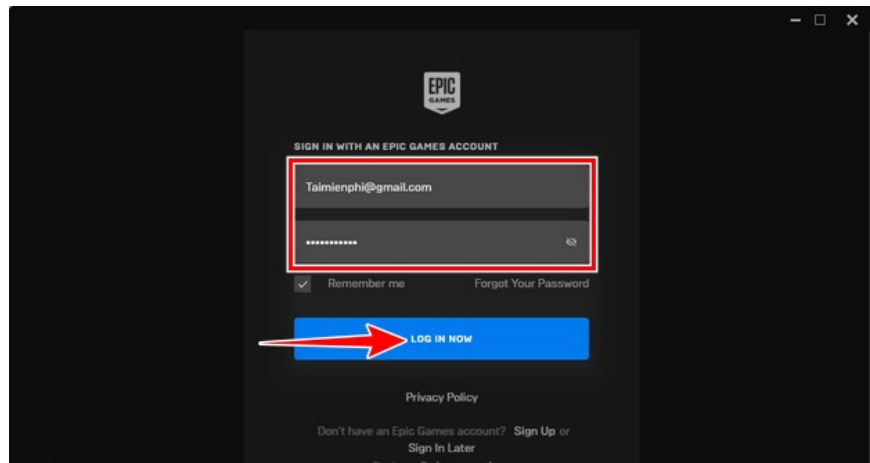 EPIC
GAMES
SIGN IN WITH AN EPIC GAMES ACCOUNT
Taimienphi@gmail.com
•••••••••••
Remember me Forgot Your Password
LOG IN NOW
Privacy Policy
Don't have an Epic Games account? Sign Up or
Sign In Later